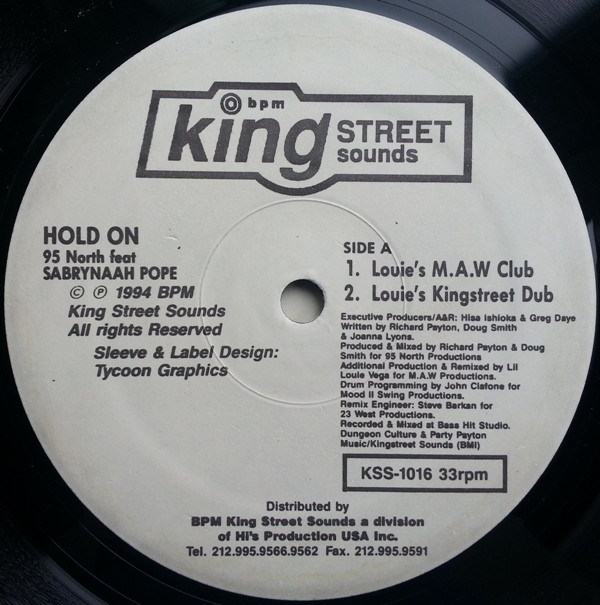 bpm
king STREET
sounds
HOLD ON
95 North feat
SABRYNAAH POPE
© ℗ 1994 BPM
King Street Sounds
All rights Reserved
Sleeve & Label Design:
Tycoon Graphics
SIDE A
1. Louie's M.A.W Club
2. Louie's Kingstreet Dub
Executive Producers/A&R: Hisa Ishioka & Greg Daye
Written by Richard Payton, Doug Smith
& Joanna Lyons.
Produced & Mixed by Richard Payton & Doug
Smith for 95 North Productions
Additional Production & Remixed by Lil
Louie Vega for M.A.W Productions.
Drum Programming by John Ciafone for
Mood II Swing Productions.
Remix Engineer: Steve Barkan for
23 West Productions.
Recorded & Mixed at Bass Hit Studio.
Dungeon Culture & Party Payton
Music/Kingstreet Sounds (BMI)
KSS-1016 33rpm
Distributed by
BPM King Street Sounds a division
of Hi's Production USA Inc.
Tel. 212.995.9566.9562 Fax. 212.995.9591